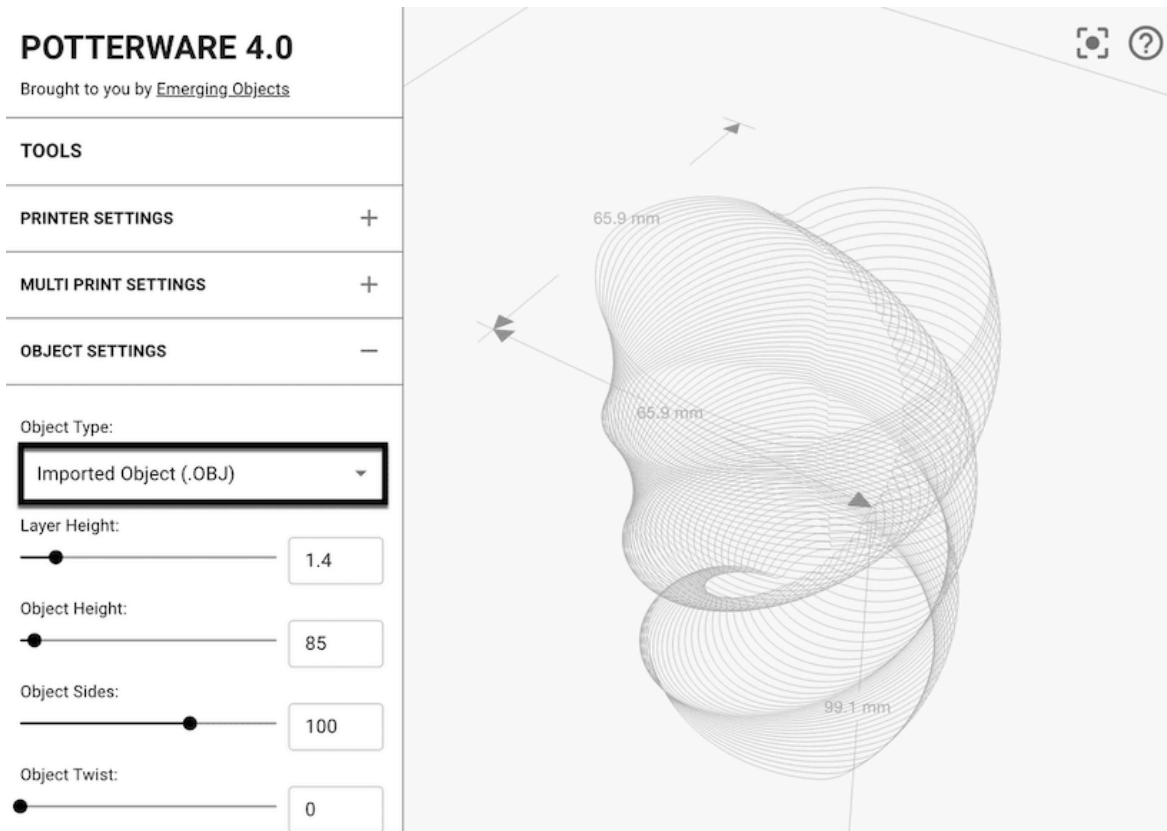 POTTERWARE 4.0
Brought to you by Emerging Objects
TOOLS
PRINTER SETTINGS
MULTI PRINT SETTINGS
OBJECT SETTINGS
Object Type:
Imported Object (.OBJ)
Layer Height:
1.4
Object Height:
85
Object Sides:
100
Object Twist:
0
65.9 mm
65.9 mm
99.1 mm